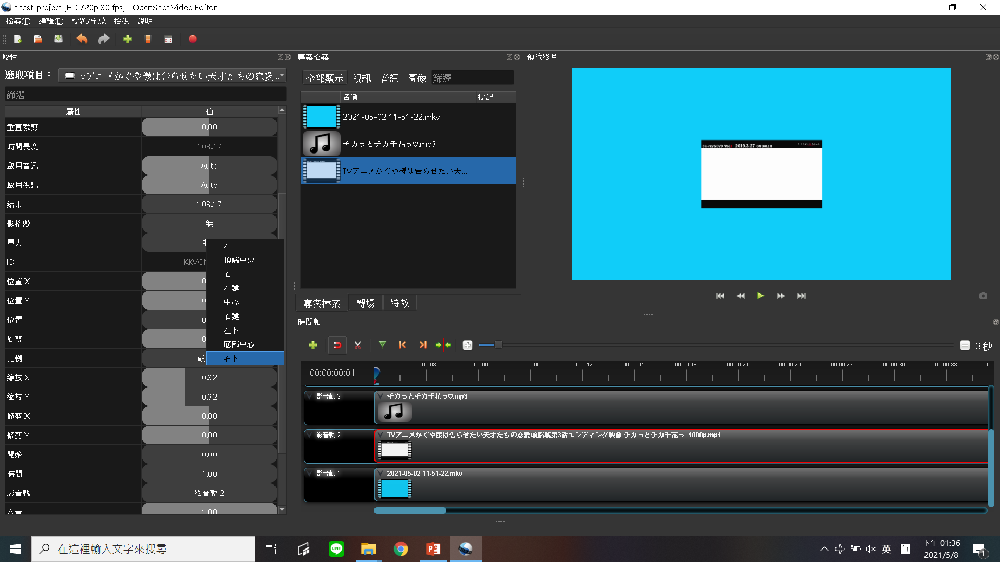 * test_project [HD 720p 30 fps] - OpenShot Video Editor
檔案(F) 編輯(E) 標題/字幕 檢視 說明
屬性
選取項目：
TVアニメかぐや様は告らせたい天才たちの恋愛...
篩選
屬性 值
垂直裁剪 0.00
時間長度 103.17
啟用音訊 Auto
啟用視訊 Auto
結束 103.17
影格數 無
重力
ID
位置 X
位置 Y
位置
旋轉
比例
縮放 X 0.32
縮放 Y 0.32
修剪 X 0.00
修剪 Y 0.00
開始 0.00
時間 1.00
影音軌 影音軌 2
音量 1.00
左上
頂端中央
右上
左鍵
中心
右鍵
左下
底部中心
右下
專案檔案
全部顯示 視訊 音訊 圖像 篩選
名稱 標記
2021-05-02 11-51-22.mkv
チカっとチカ千花っ♡.mp3
TVアニメかぐや様は告らせたい天...
專案檔案 轉場 特效
預覽影片
Blu-ray&DVD Vol.1 2019.3.27 ON SALE!!
時間軸
3 秒
00:00:00:01
00:00:03 00:00:06 00:00:09 00:00:12 00:00:15 00:00:18 00:00:21 00:00:24 00:00:27 00:00:30 00:00:33 00
影音軌 3
チカっとチカ千花っ♡.mp3
影音軌 2
TVアニメかぐや様は告らせたい天才たちの恋愛頭脳戦第3話エンディング映像 チカっとチカ千花っ_1080p.mp4
影音軌 1
2021-05-02 11-51-22.mkv
在這裡輸入文字來搜尋
LINE
英
下午 01:36
2021/5/8
1